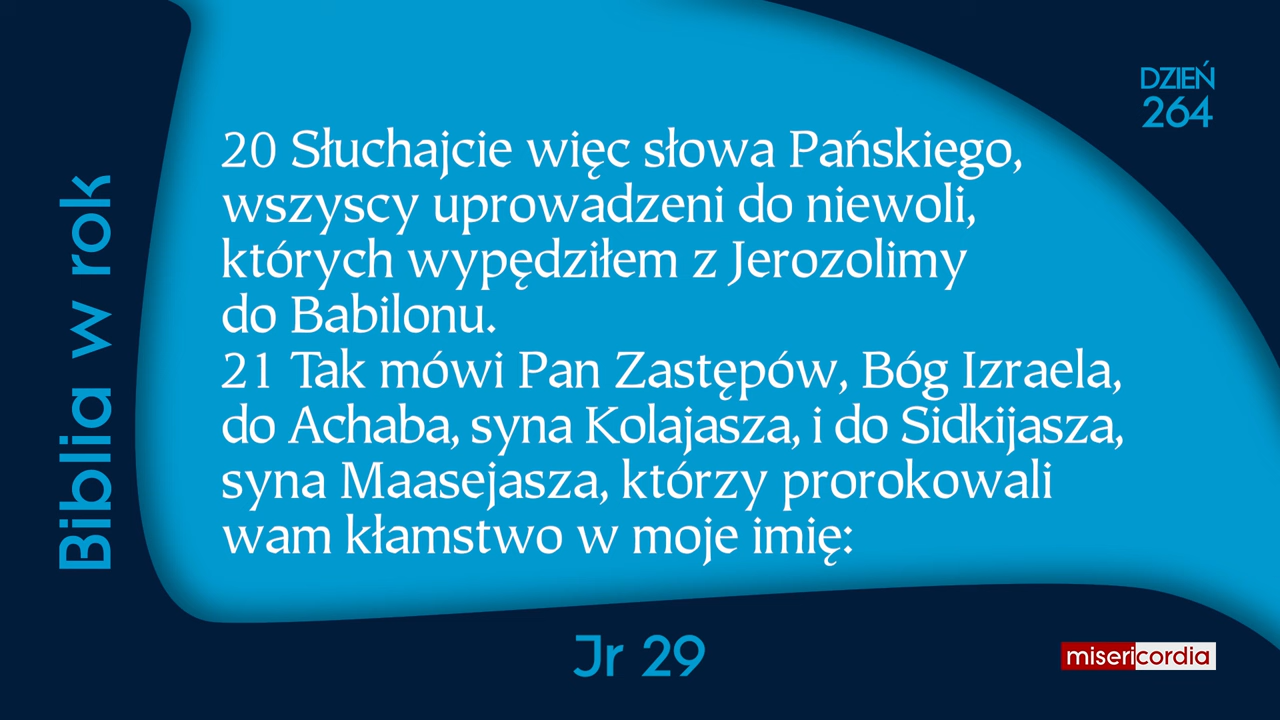 DZIEŃ
264
20 Słuchajcie więc słowa Pańskiego,
wszyscy uprowadzeni do niewoli,
których wypędziłem z Jerozolimy
do Babilonu.
21 Tak mówi Pan Zastępów, Bóg Izraela,
do Achaba, syna Kolajasza, i do Sidkijasza,
syna Maasejasza, którzy prorokowali
wam kłamstwo w moje imię:
Biblia w rok
Jr 29
misericordia